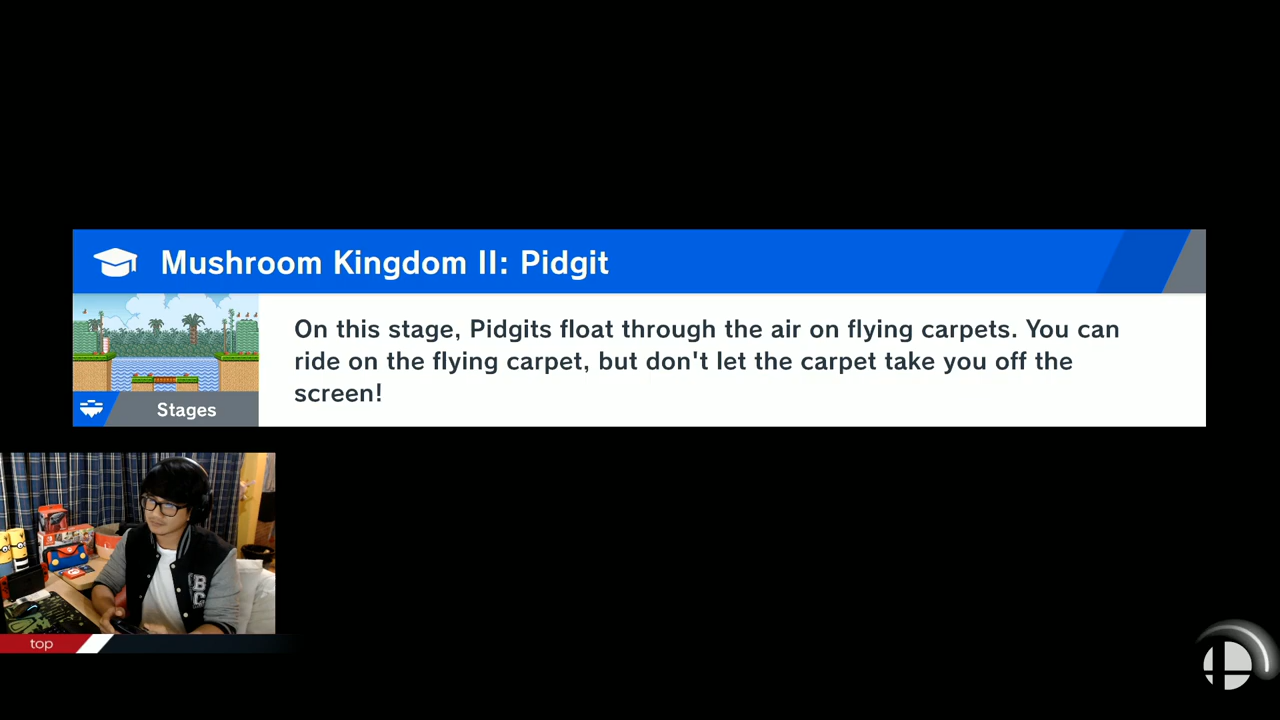 Mushroom Kingdom II: Pidgit
On this stage, Pidgits float through the air on flying carpets. You can
ride on the flying carpet, but don't let the carpet take you off the
screen!
Stages
BC
top